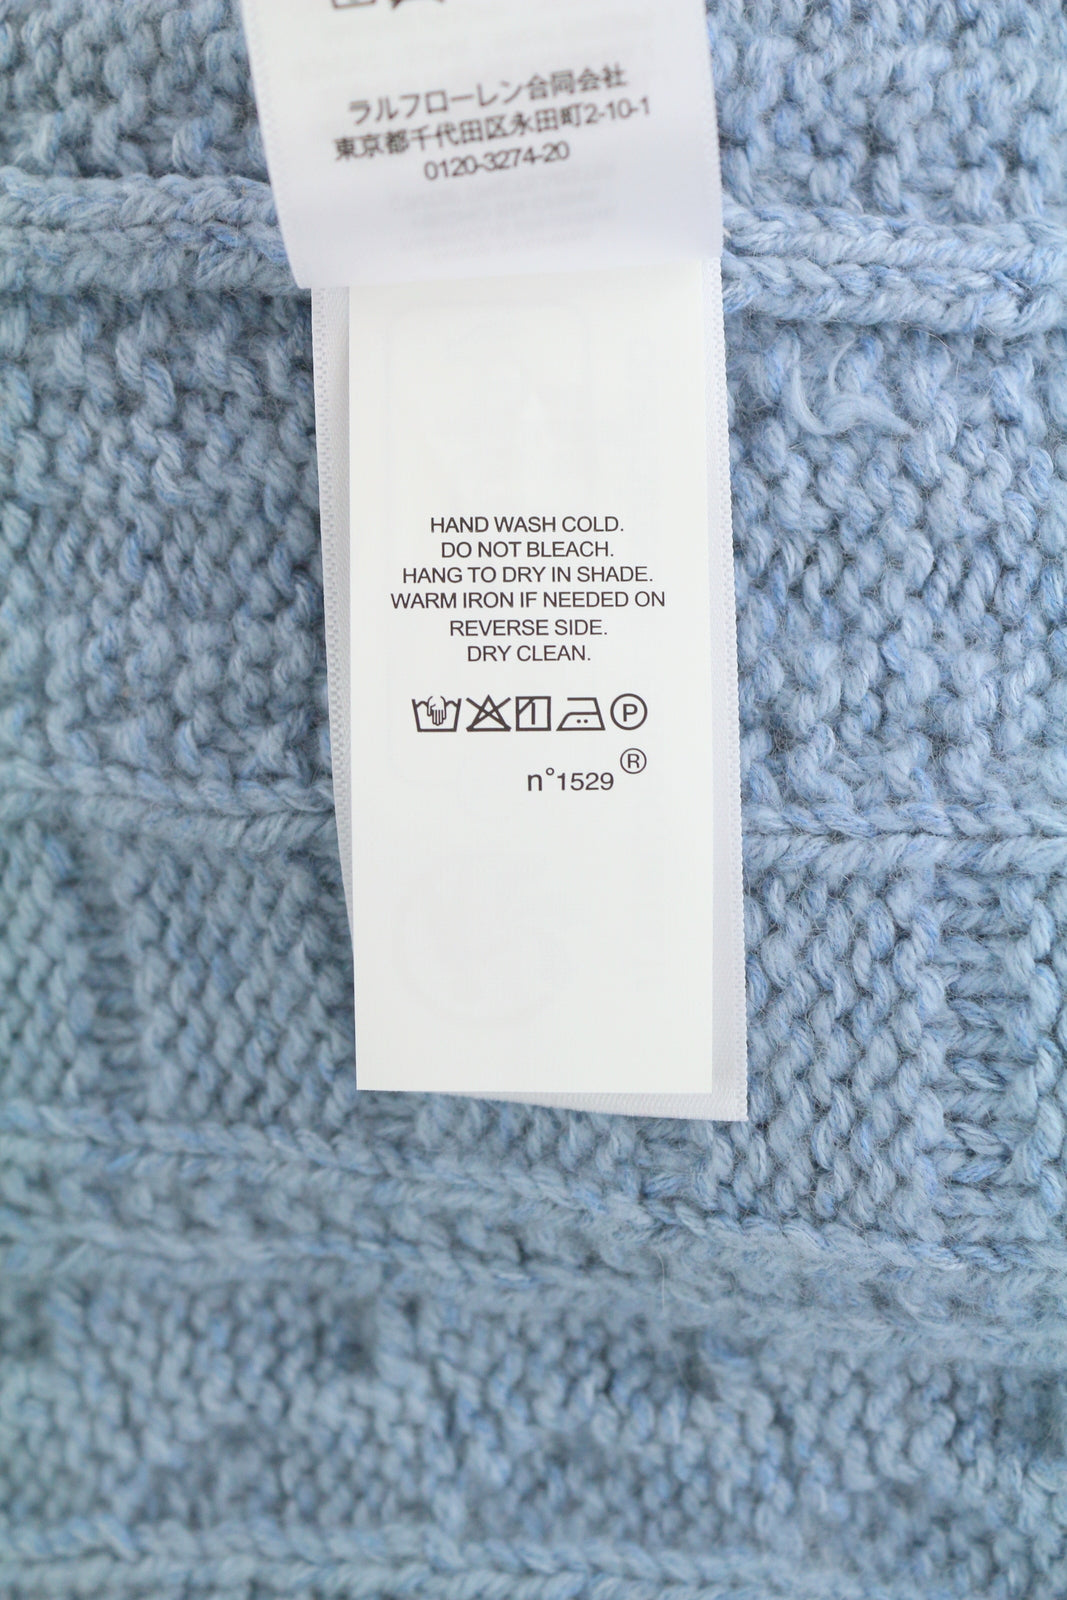 ラルフローレン合同会社
東京都千代田区永田町2-10-1
0120-3274-20
HAND WASH COLD.
DO NOT BLEACH.
HANG TO DRY IN SHADE.
WARM IRON IF NEEDED ON
REVERSE SIDE.
DRY CLEAN.
P
n°1529®